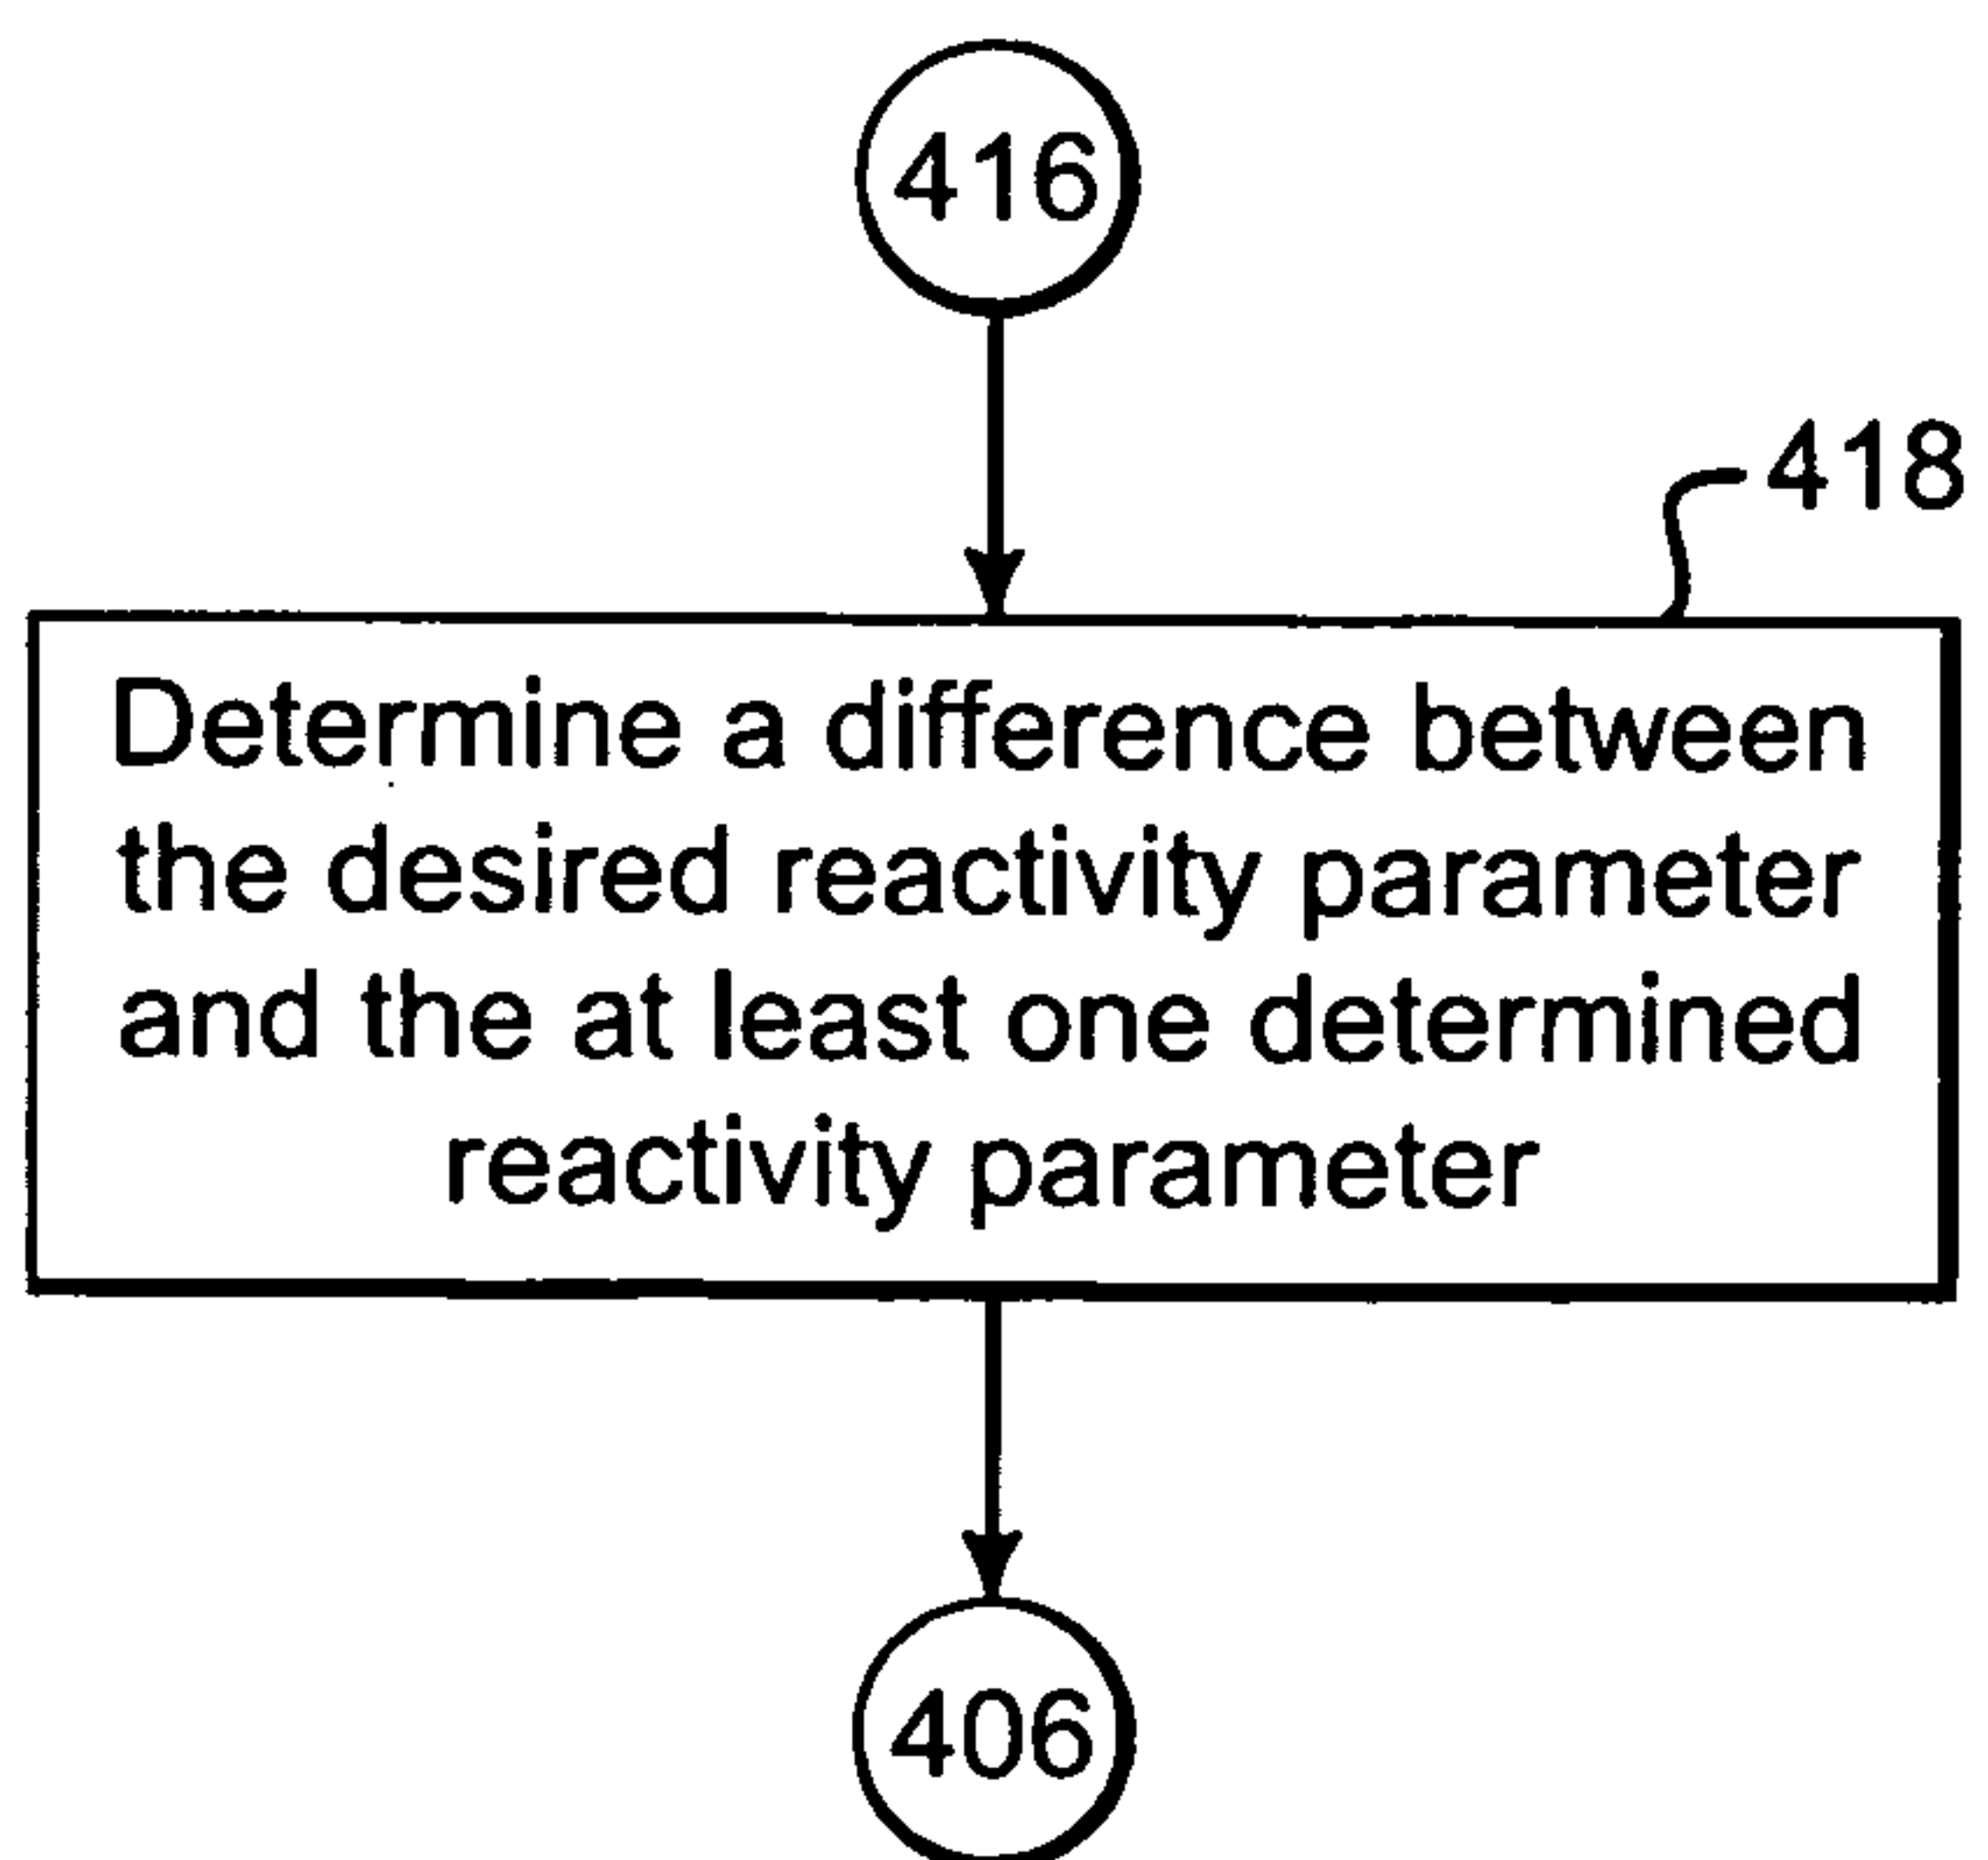 416
418
Determine a difference between
the desired reactivity parameter
and the at least one determined
reactivity parameter
406